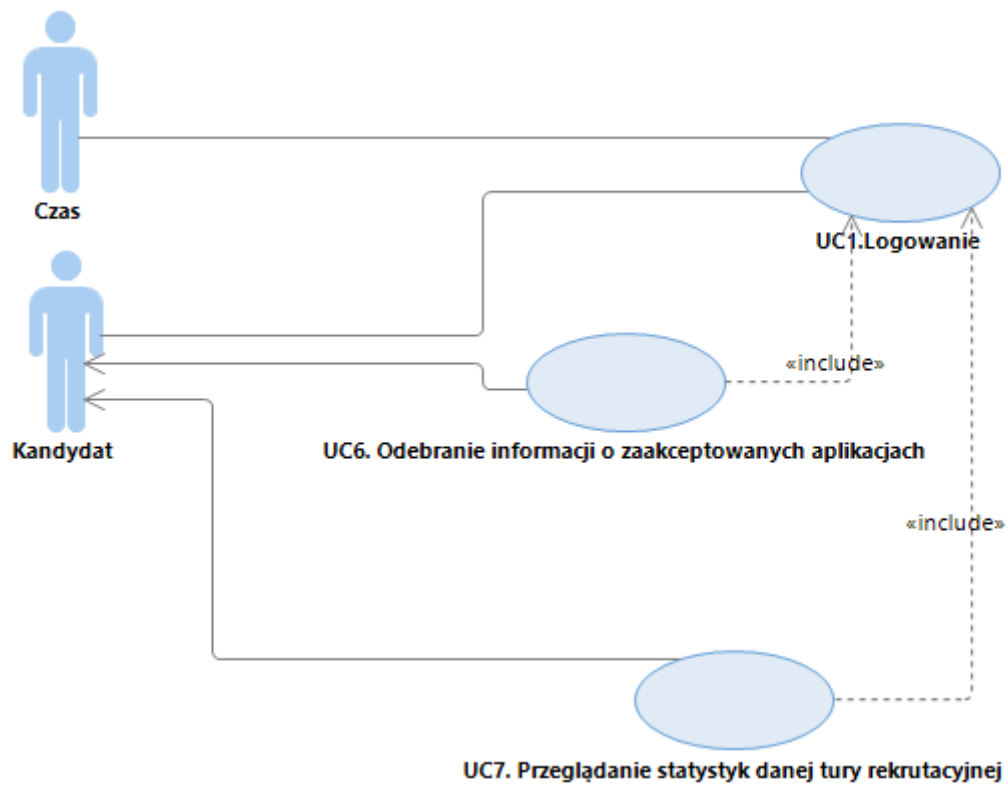 Czas
UC1.Logowanie
«include»
Kandydat
UC6. Odebranie informacji o zaakceptowanych aplikacjach
«include»
UC7. Przeglądanie statystyk danej tury rekrutacyjnej